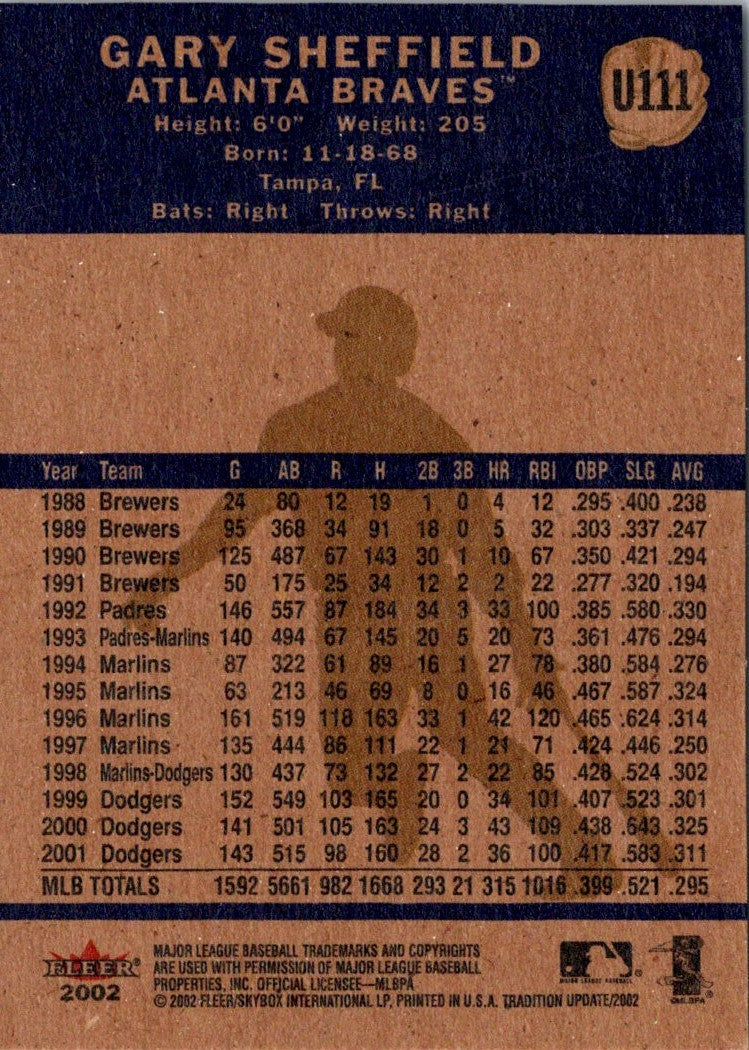 GARY SHEFFIELD
ATLANTA BRAVES™
U111
Height: 6'0" Weight: 205
Born: 11-18-68
Tampa, FL
Bats: Right Throws: Right
Year Team G AB R H 2B 3B HR RBI OBP SLG AVG
1988 Brewers 24 80 12 19 1 0 4 12 .295 .400 .238
1989 Brewers 95 368 34 91 18 0 5 32 .303 .337 .247
1990 Brewers 125 487 67 143 30 1 10 67 .350 .421 .294
1991 Brewers 50 175 25 34 12 2 2 22 .277 .320 .194
1992 Padres 146 557 87 184 34 3 33 100 .385 .580 .330
1993 Padres-Marlins 140 494 67 145 20 5 20 73 .361 .476 .294
1994 Marlins 87 322 61 89 16 1 27 78 .380 .584 .276
1995 Marlins 63 213 46 69 8 0 16 46 .467 .587 .324
1996 Marlins 161 519 118 163 33 1 42 120 .465 .624 .314
1997 Marlins 135 444 86 111 22 1 21 71 .424 .446 .250
1998 Marlins-Dodgers 130 437 73 132 27 2 22 85 .428 .524 .302
1999 Dodgers 152 549 103 165 20 0 34 101 .407 .523 .301
2000 Dodgers 141 501 105 163 24 3 43 109 .438 .643 .325
2001 Dodgers 143 515 98 160 28 2 36 100 .417 .583 .311
MLB TOTALS 1592 5661 982 1668 293 21 315 1016 .399 .521 .295
FLEER®
2002
MAJOR LEAGUE BASEBALL TRADEMARKS AND COPYRIGHTS
ARE USED WITH PERMISSION OF MAJOR LEAGUE BASEBALL
PROPERTIES, INC. OFFICIAL LICENSEE—MLBPA
© 2002 FLEER/SKYBOX INTERNATIONAL LP, PRINTED IN U.S.A. TRADITION UPDATE/2002
MAJOR LEAGUE BASEBALL
©MLBPA